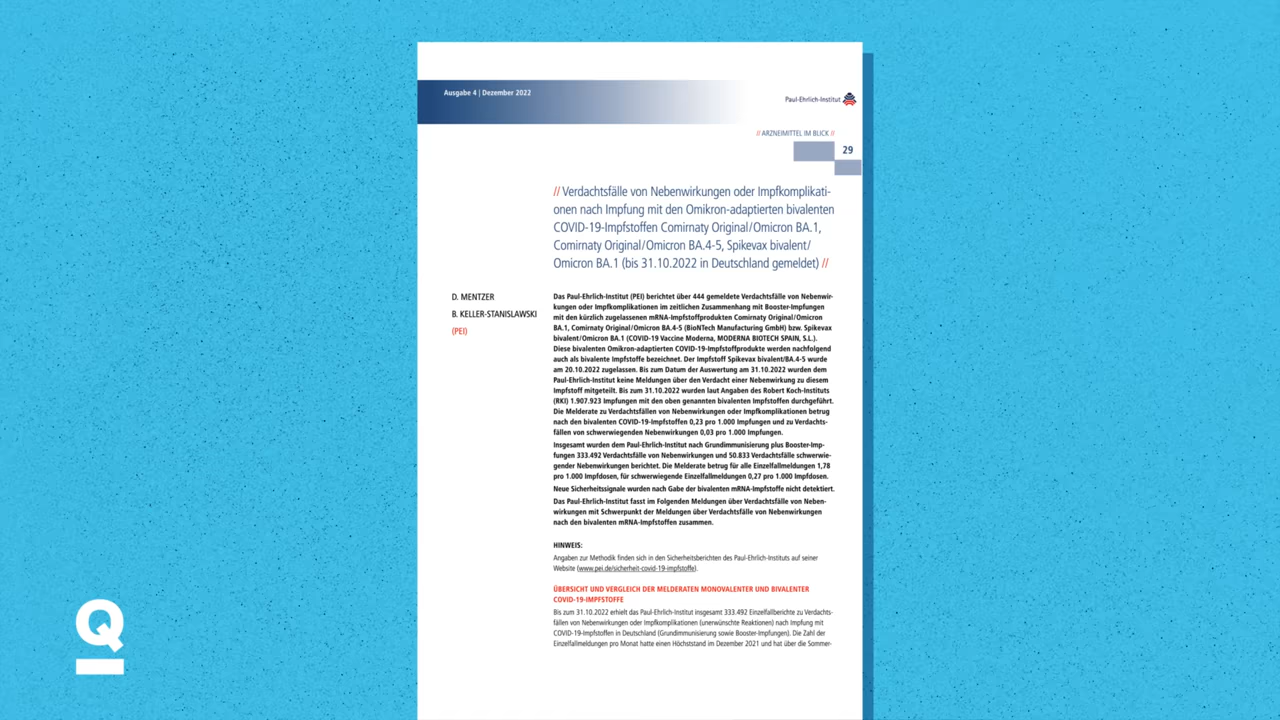 Ausgabe 4 | Dezember 2022
Paul-Ehrlich-Institut
// ARZNEIMITTEL IM BLICK //
29
// Verdachtsfälle von Nebenwirkungen oder Impfkomplikati-
onen nach Impfung mit den Omikron-adaptierten bivalenten
COVID-19-Impfstoffen Comirnaty Original/Omicron BA.1,
Comirnaty Original/Omicron BA.4-5, Spikevax bivalent/
Omicron BA.1 (bis 31.10.2022 in Deutschland gemeldet) //
D. MENTZER
B. KELLER-STANISLAWSKI
(PEI)
Das Paul-Ehrlich-Institut (PEI) berichtet über 444 gemeldete Verdachtsfälle von Nebenwir-
kungen oder Impfkomplikationen im zeitlichen Zusammenhang mit Booster-Impfungen
mit den kürzlich zugelassenen mRNA-Impfstoffprodukten Comirnaty Original/Omicron
BA.1, Comirnaty Original/Omicron BA.4-5 (BioNTech Manufacturing GmbH) bzw. Spikevax
bivalent/Omicron BA.1 (COVID-19 Vaccine Moderna, MODERNA BIOTECH SPAIN, S.L.).
Diese bivalenten Omikron-adaptierten COVID-19-Impfstoffprodukte werden nachfolgend
auch als bivalente Impfstoffe bezeichnet. Der Impfstoff Spikevax bivalent/BA.4-5 wurde
am 20.10.2022 zugelassen. Bis zum Datum der Auswertung am 31.10.2022 wurden dem
Paul-Ehrlich-Institut keine Meldungen über den Verdacht einer Nebenwirkung zu diesem
Impfstoff mitgeteilt. Bis zum 31.10.2022 wurden laut Angaben des Robert Koch-Instituts
(RKI) 1.907.923 Impfungen mit den oben genannten bivalenten Impfstoffen durchgeführt.
Die Melderate zu Verdachtsfällen von Nebenwirkungen oder Impfkomplikationen betrug
nach den bivalenten COVID-19-Impfstoffen 0,23 pro 1.000 Impfungen und zu Verdachts-
fällen von schwerwiegenden Nebenwirkungen 0,03 pro 1.000 Impfungen.
Insgesamt wurden dem Paul-Ehrlich-Institut nach Grundimmunisierung plus Booster-Imp-
fungen 333.492 Verdachtsfälle von Nebenwirkungen und 50.833 Verdachtsfälle schwerwie-
gender Nebenwirkungen berichtet. Die Melderate betrug für alle Einzelfallmeldungen 1,78
pro 1.000 Impfdosen, für schwerwiegende Einzelfallmeldungen 0,27 pro 1.000 Impfdosen.
Neue Sicherheitssignale wurden nach Gabe der bivalenten mRNA-Impfstoffe nicht detektiert.
Das Paul-Ehrlich-Institut fasst im Folgenden Meldungen über Verdachtsfälle von Neben-
wirkungen mit Schwerpunkt der Meldungen über Verdachtsfälle von Nebenwirkungen
nach den bivalenten mRNA-Impfstoffen zusammen.
HINWEIS:
Angaben zur Methodik finden sich in den Sicherheitsberichten des Paul-Ehrlich-Instituts auf seiner
Website (www.pei.de/sicherheit-covid-19-impfstoffe).
ÜBERSICHT UND VERGLEICH DER MELDERATEN MONOVALENTER UND BIVALENTER
COVID-19-IMPFSTOFFE
Bis zum 31.10.2022 erhielt das Paul-Ehrlich-Institut insgesamt 333.492 Einzelfallberichte zu Verdachts-
fällen von Nebenwirkungen oder Impfkomplikationen (unerwünschte Reaktionen) nach Impfung mit
COVID-19-Impfstoffen in Deutschland (Grundimmunisierung sowie Booster-Impfungen). Die Zahl der
Einzelfallmeldungen pro Monat hatte einen Höchststand im Dezember 2021 und hat über die Sommer-
Q